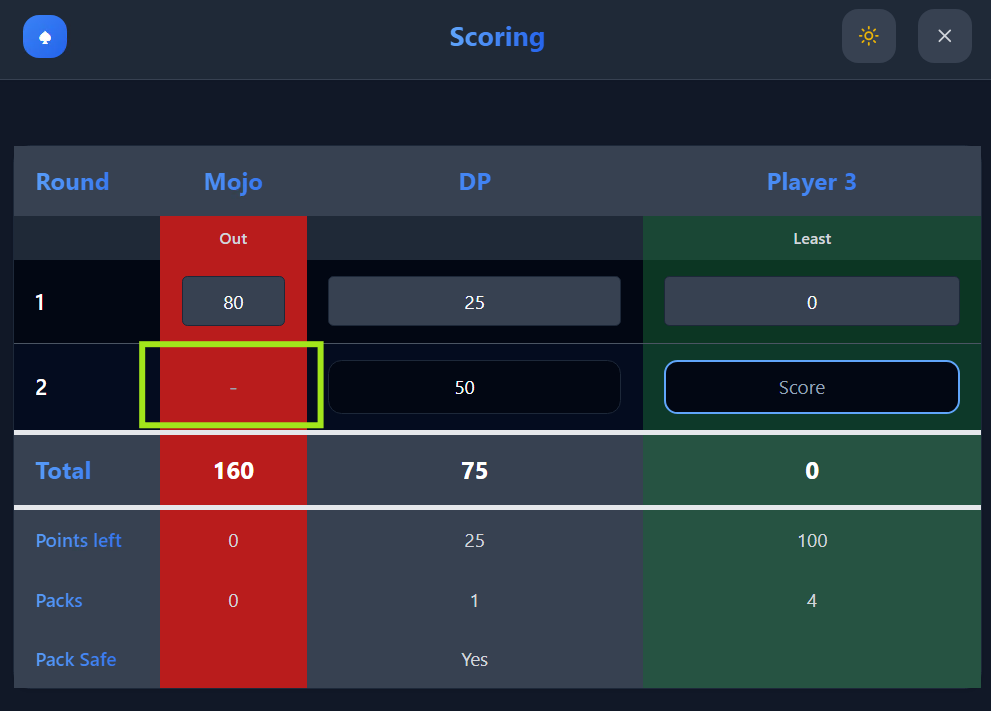 Scoring
Round Mojo DP Player 3
Out Least
1 80 25 0
2 - 50 Score
Total 160 75 0
Points left 0 25 100
Packs 0 1 4
Pack Safe Yes